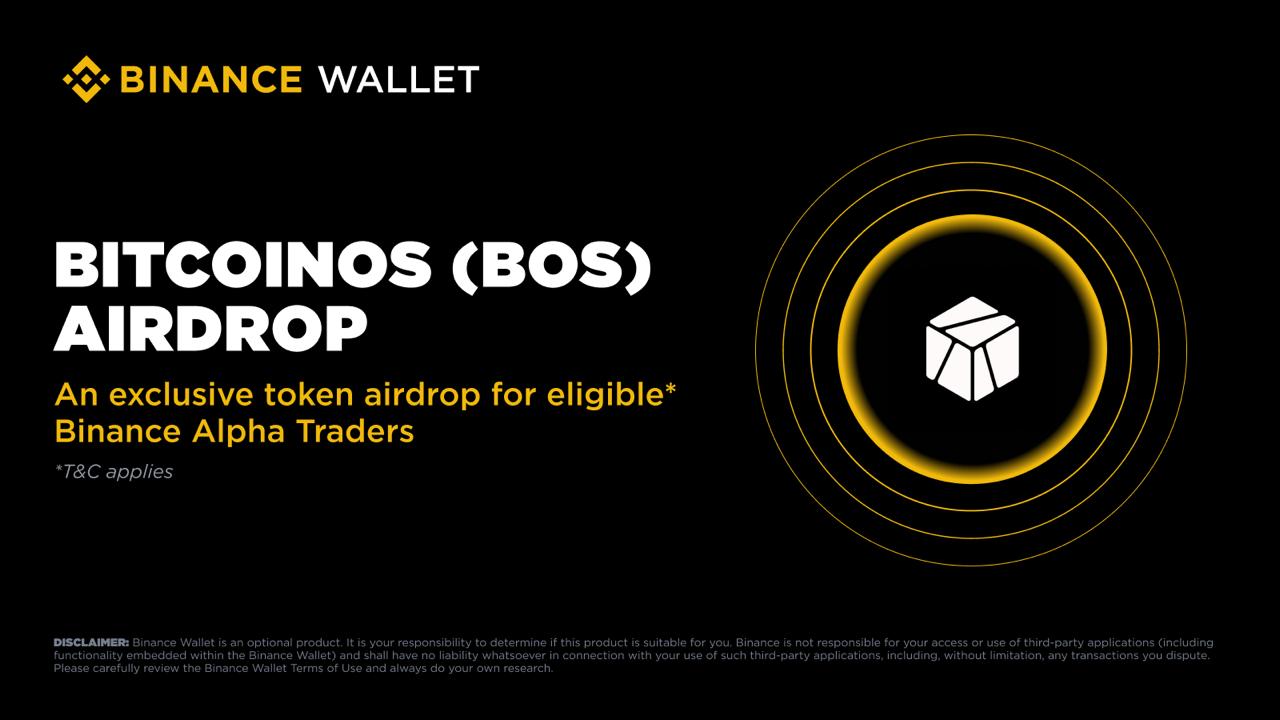 BINANCE WALLET
BITCOINOS (BOS)
AIRDROP
An exclusive token airdrop for eligible*
Binance Alpha Traders
*T&C applies
DISCLAIMER: Binance Wallet is an optional product. It is your responsibility to determine if this product is suitable for you. Binance is not responsible for your access or use of third-party applications (including
functionality embedded within the Binance Wallet) and shall have no liability whatsoever in connection with your use of such third-party applications, including, without limitation, any transactions you dispute.
Please carefully review the Binance Wallet Terms of Use and always do your own research.